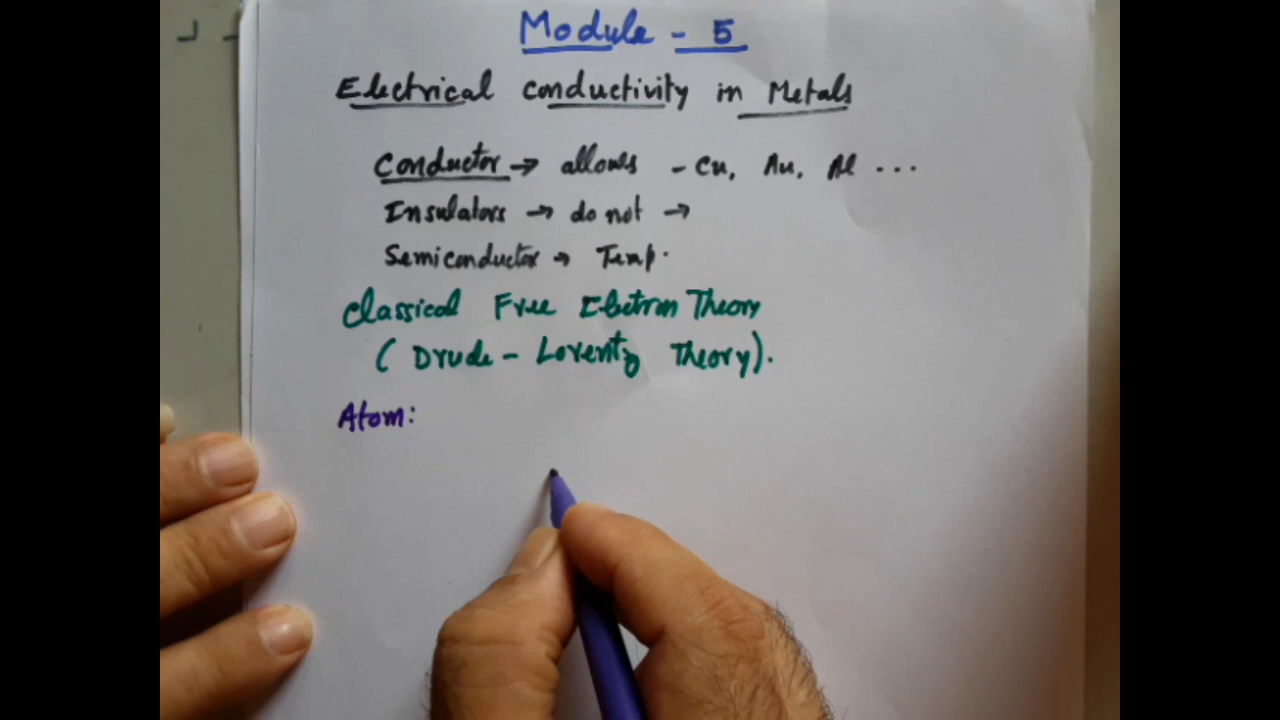 Module - 5
Electrical conductivity in Metals
Conductor → allows - Cu, Au, Al ...
Insulators → do not →
Semiconductor → Temp.
Classical Free Electron Theory
( Drude - Lorentz Theory).
Atom: